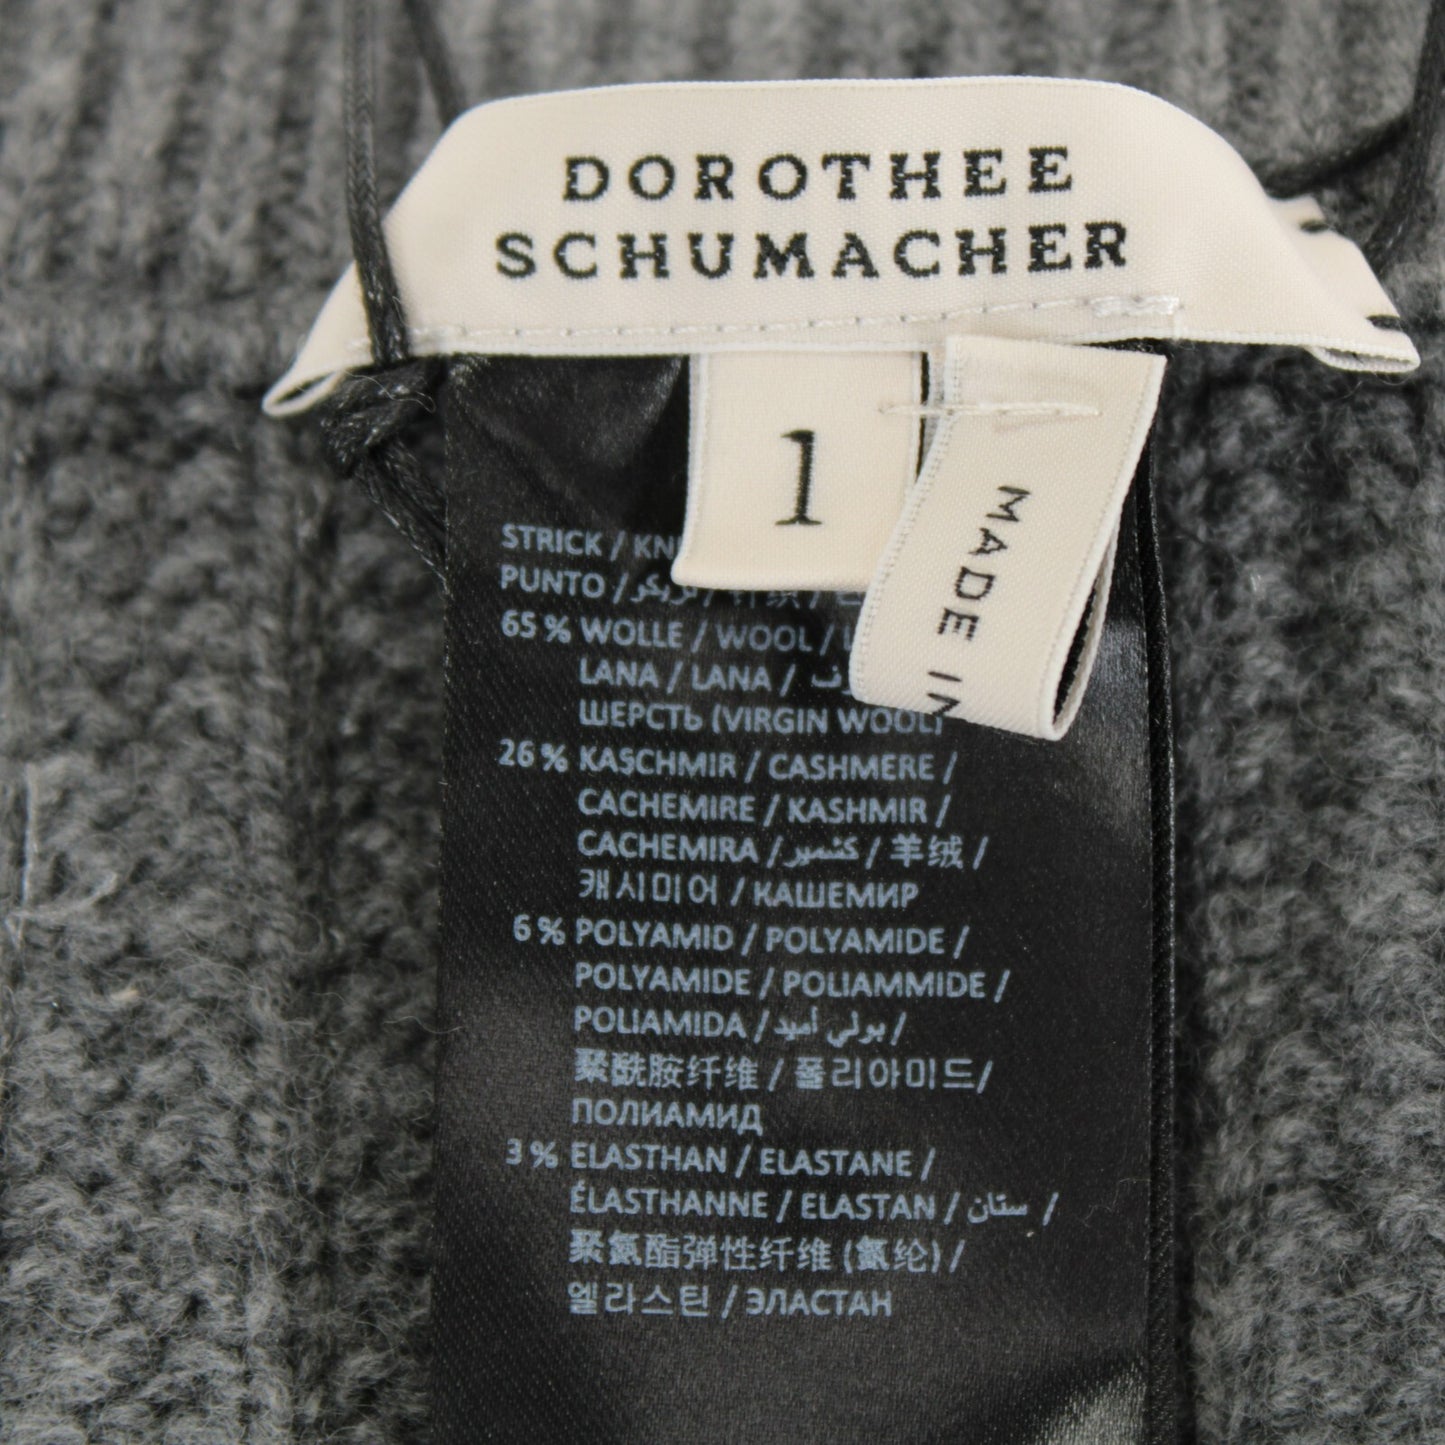 DOROTHEE
SCHUMACHER
1
MADE IN
STRICK /
PUNTO / تريكو /
65 % WOLLE / WOOL /
LANA / LANA /
ШЕРСТЬ (VIRGIN WOOL)
26 % KASCHMIR / CASHMERE /
CACHEMIRE / KASHMIR /
CACHEMIRA / كشمير / 羊绒 /
캐시미어 / КАШЕМИР
6 % POLYAMID / POLYAMIDE /
POLYAMIDE / POLIAMMIDE /
POLIAMIDA / بولي أميد /
聚酰胺纤维 / 폴리아미드/
ПОЛИАМИД
3 % ELASTHAN / ELASTANE /
ÉLASTHANNE / ELASTAN / ستان /
聚氨酯弹性纤维 (氨纶) /
엘라스틴 / ЭЛАСТАН